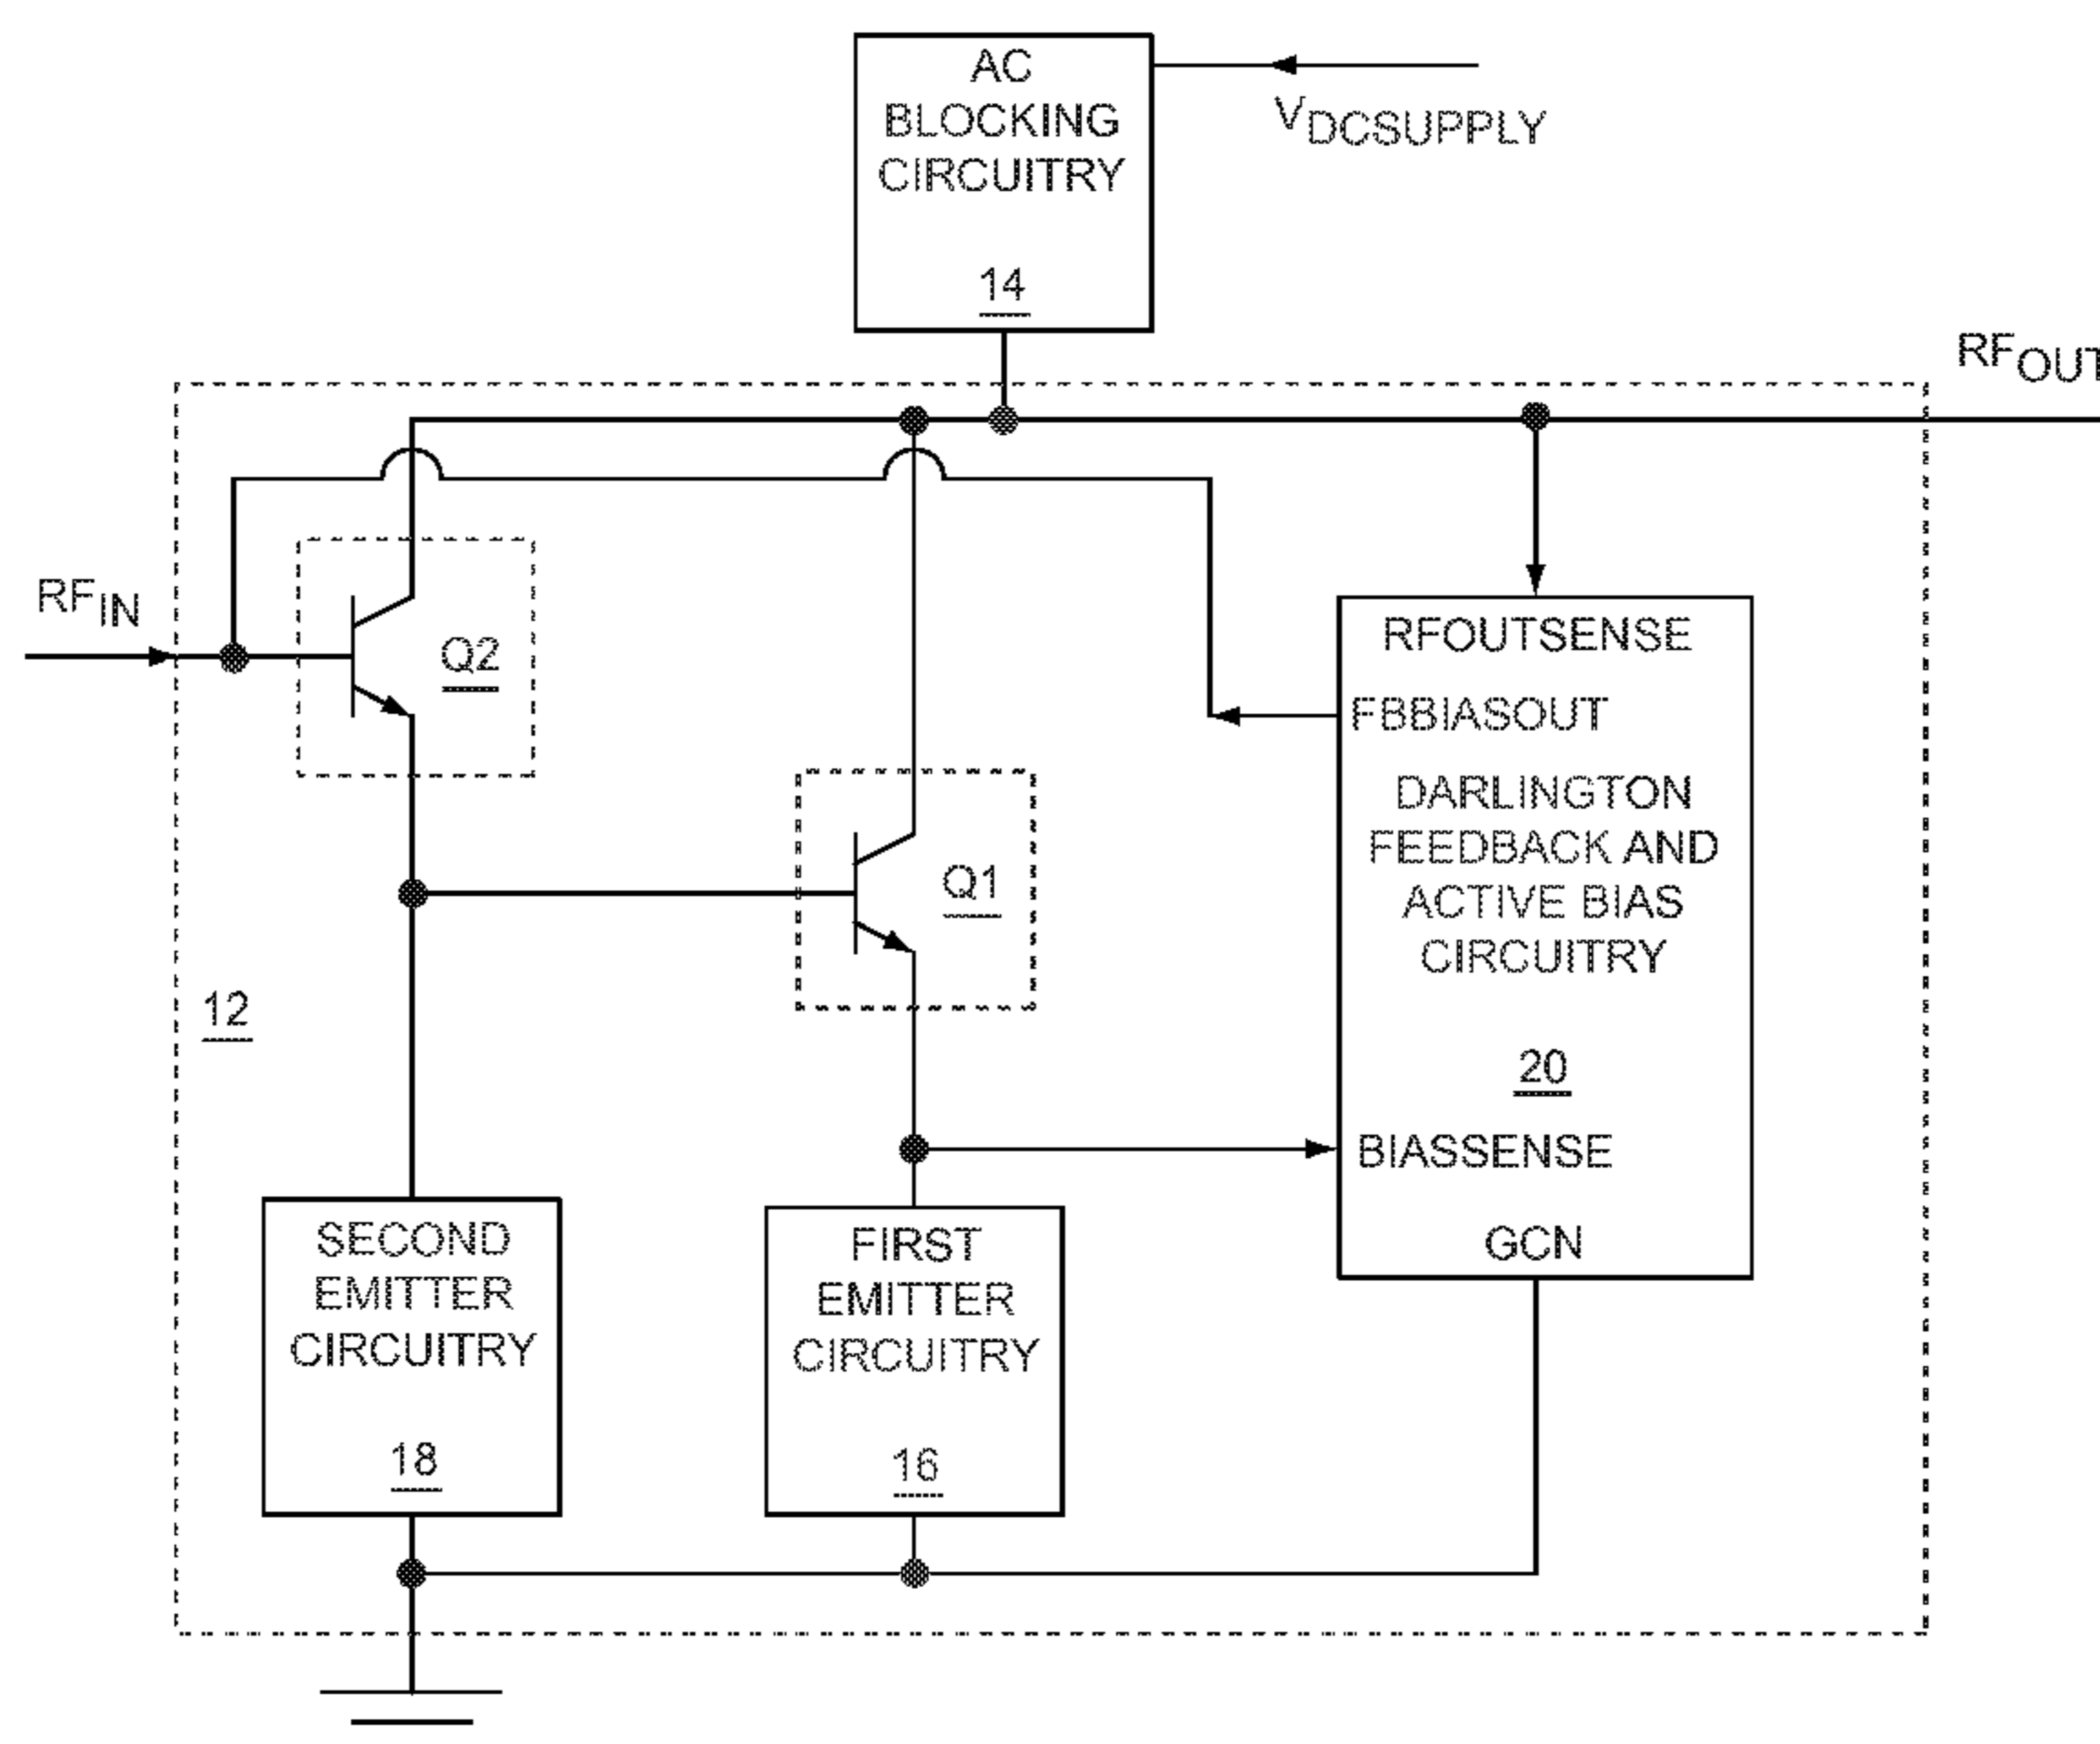 AC
BLOCKING
CIRCUITRY
14
VDCSUPPLY
RFOUT
RFIN
Q2
Q1
RFOUTSENSE
FBBIASOUT
DARLINGTON
FEEDBACK AND
ACTIVE BIAS
CIRCUITRY
20
BIASSENSE
GCN
12
SECOND
EMITTER
CIRCUITRY
18
FIRST
EMITTER
CIRCUITRY
16